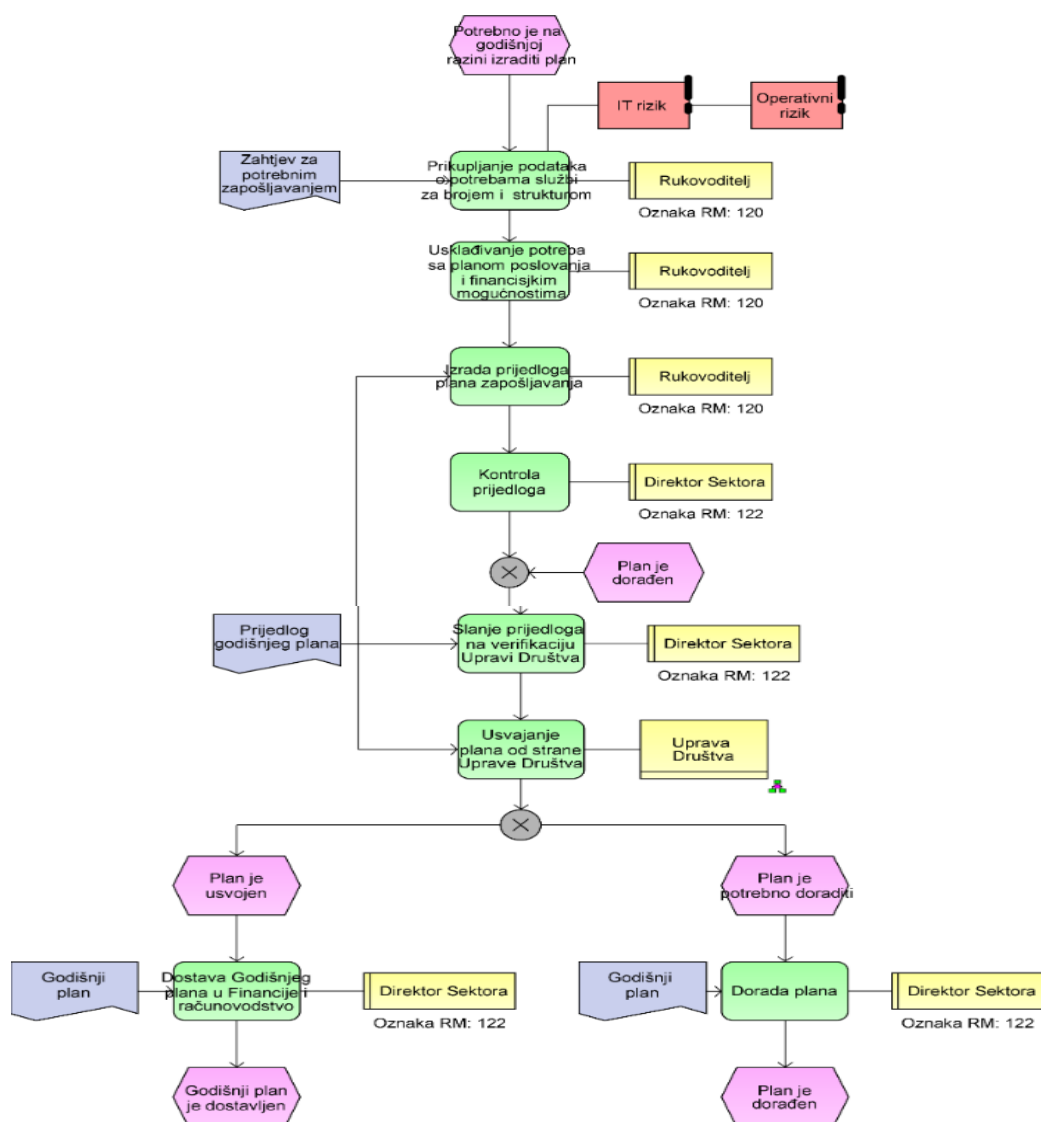 Potrebno je na
godišnjoj
razini izraditi plan
IT rizik
Operativni
rizik
Zahtjev za
potrebnim
zapošljavanjem
Prikupljanje podataka
o potrebama službi
za brojem i strukturom
Rukovoditelj
Oznaka RM: 120
Usklađivanje potreba
sa planom poslovanja
i financisjkim
mogućnostima
Rukovoditelj
Oznaka RM: 120
Izrada prijedloga
plana zapošljavanja
Rukovoditelj
Oznaka RM: 120
Kontrola
prijedloga
Direktor Sektora
Oznaka RM: 122
Plan je
dorađen
Prijedlog
godišnjeg plana
Slanje prijedloga
na verifikaciju
Upravi Društva
Direktor Sektora
Oznaka RM: 122
Usvajanje
plana od strane
Uprave Društva
Uprava
Društva
Plan je
usvojen
Plan je
potrebno doraditi
Godišnji
plan
Dostava Godišnjeg
plana u Financije i
računovodstvo
Direktor Sektora
Oznaka RM: 122
Godišnji
plan
Dorada plana
Direktor Sektora
Oznaka RM: 122
Godišnji plan
je dostavljen
Plan je
dorađen